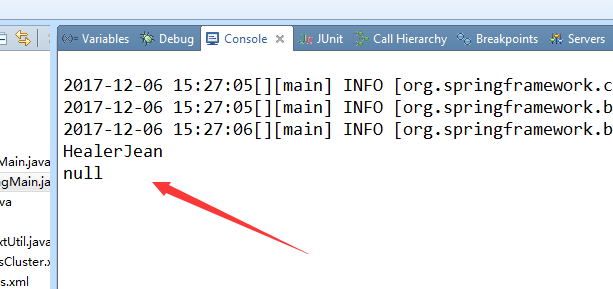 Variables Debug Console JUnit Call Hierarchy Breakpoints Servers
2017-12-06 15:27:05[][main] INFO [org.springframework.c
2017-12-06 15:27:05[][main] INFO [org.springframework.b
2017-12-06 15:27:06[][main] INFO [org.springframework.b
HealerJean
null
Main.java
gMain.ja
va
xtUtil.java
sCluster.x
s.xml